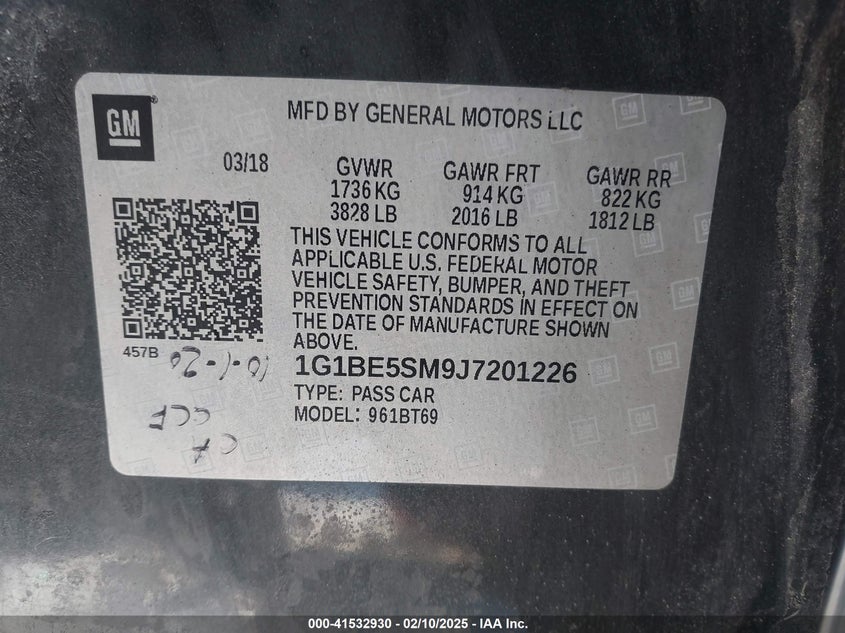 GM
MFD BY GENERAL MOTORS LLC
03/18
GVWR GAWR FRT GAWR RR
1736 KG 914 KG 822 KG
3828 LB 2016 LB 1812 LB
THIS VEHICLE CONFORMS TO ALL
APPLICABLE U.S. FEDERAL MOTOR
VEHICLE SAFETY, BUMPER, AND THEFT
PREVENTION STANDARDS IN EFFECT ON
THE DATE OF MANUFACTURE SHOWN
ABOVE.
457B
10-1-20
1G1BE5SM9J7201226
TYPE: PASS CAR
MODEL: 961BT69
000-41532930 - 02/10/2025 - IAA Inc.